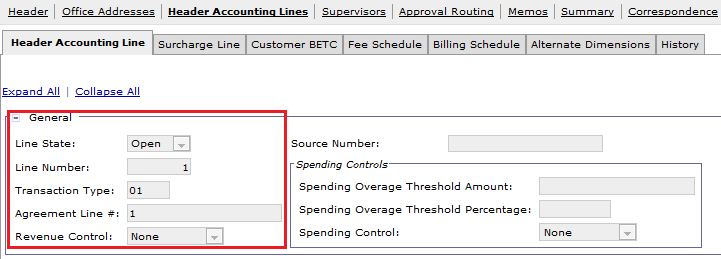 Header | Office Addresses | Header Accounting Lines | Supervisors | Approval Routing | Memos | Summary | Correspondence
Header Accounting Line Surcharge Line Customer BETC Fee Schedule Billing Schedule Alternate Dimensions History
Expand All | Collapse All
General
Line State: Open
Line Number: 1
Transaction Type: 01
Agreement Line #: 1
Revenue Control: None
Source Number:
Spending Controls
Spending Overage Threshold Amount:
Spending Overage Threshold Percentage:
Spending Control: None